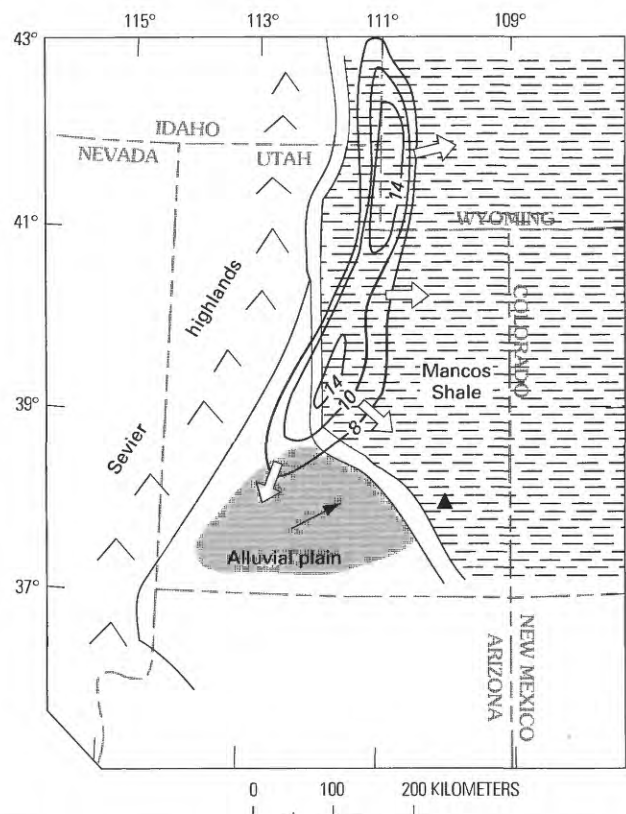 115° 113° 111° 109°
43°
IDAHO
NEVADA UTAH
14
41°
WYOMING
highlands
COLORADO
Mancos
Shale
14
10
39°
8
Sevier
Alluvial plain
37°
ARIZONA
NEW MEXICO
0 100 200 KILOMETERS